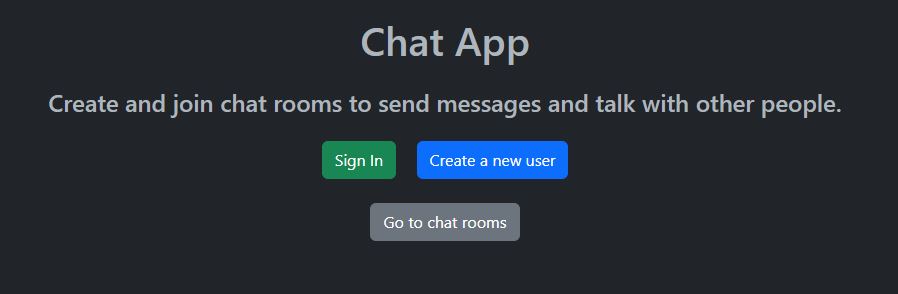 Chat App
Create and join chat rooms to send messages and talk with other people.
Sign In Create a new user
Go to chat rooms